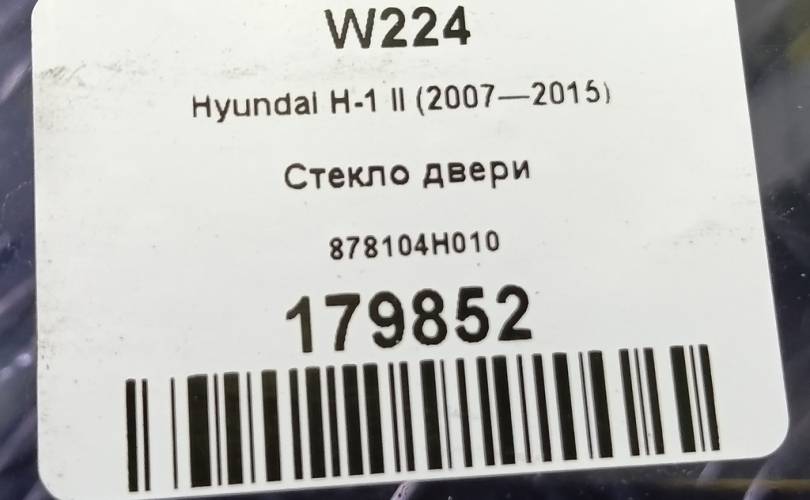 W224
Hyundai H-1 II (2007—2015)
Стекло двери
878104H010
179852